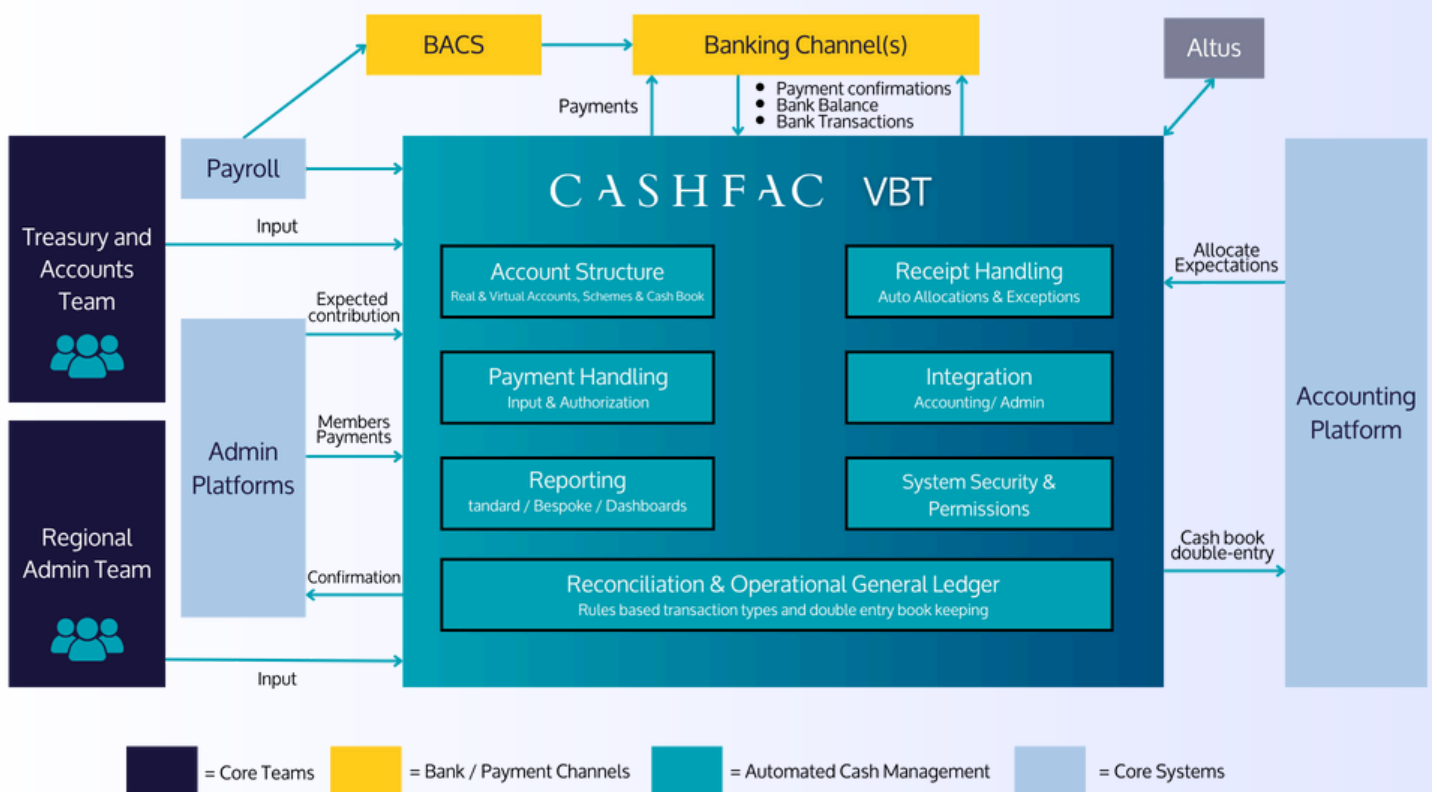 BACS
Banking Channel(s)
Altus
Payments
• Payment confirmations
• Bank Balance
• Bank Transactions
Payroll
CASHFAC VBT
Treasury and
Accounts
Team
Input
Account Structure
Real & Virtual Accounts, Schemes & Cash Book
Receipt Handling
Auto Allocations & Exceptions
Allocate
Expectations
Expected
contribution
Payment Handling
Input & Authorization
Integration
Accounting/ Admin
Accounting
Platform
Members
Payments
Admin
Platforms
Reporting
tandard / Bespoke / Dashboards
System Security &
Permissions
Regional
Admin Team
Cash book
double-entry
Confirmation
Reconciliation & Operational General Ledger
Rules based transaction types and double entry book keeping
Input
= Core Teams
= Bank / Payment Channels
= Automated Cash Management
= Core Systems